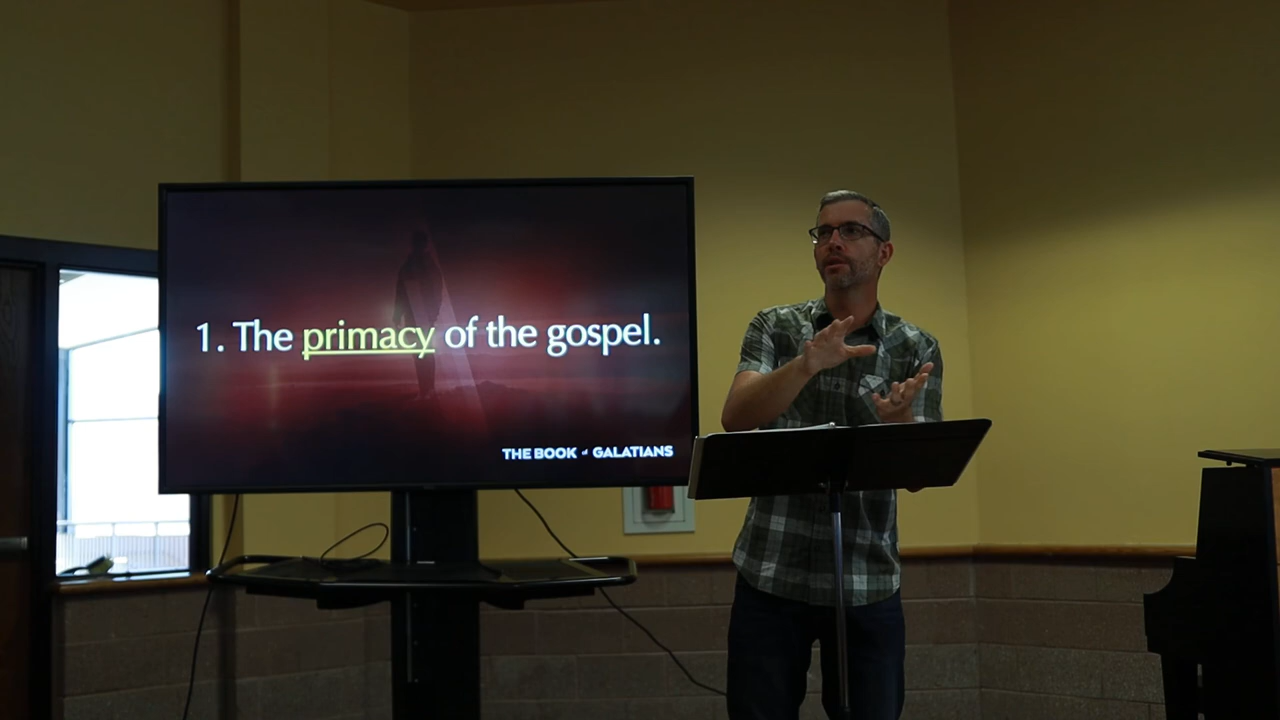 1. The primacy of the gospel.
THE BOOK of GALATIANS